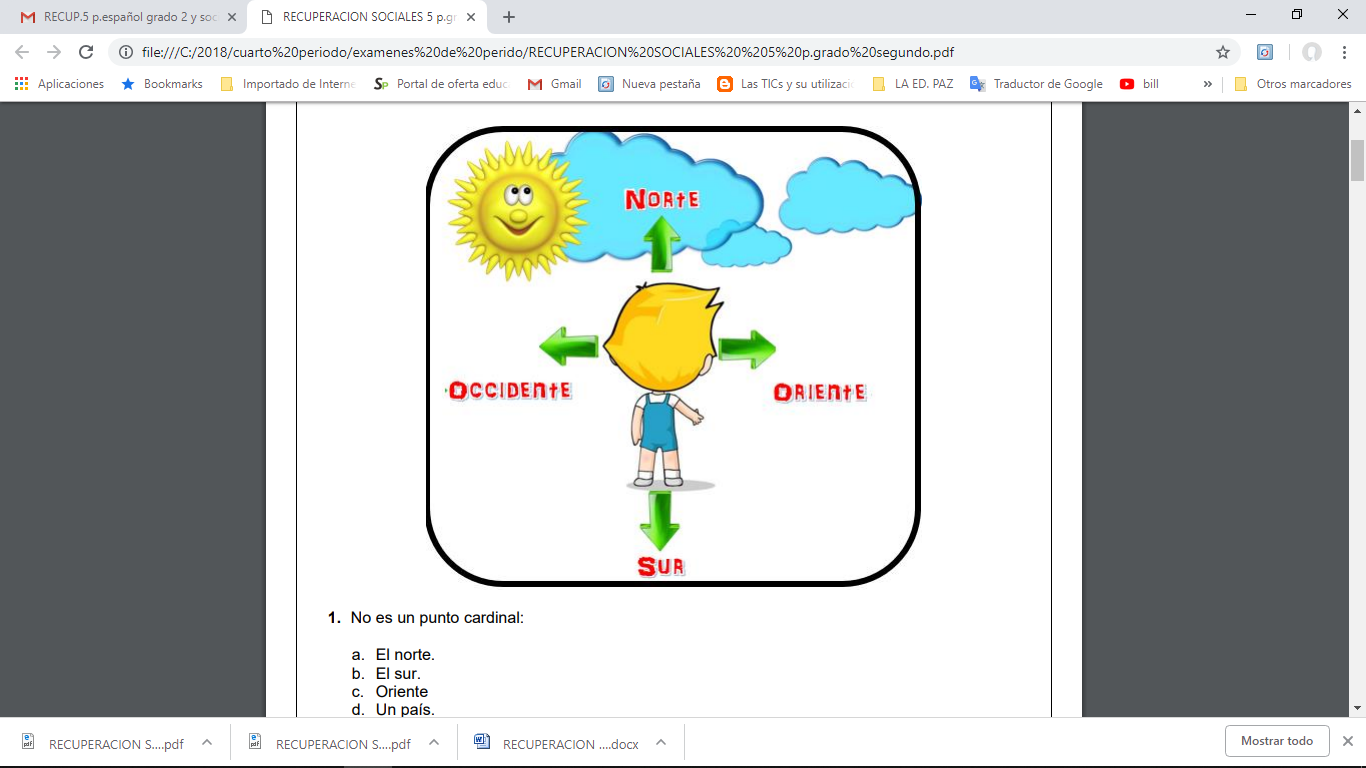 RECUP.5 p.español grado 2 y soc
RECUPERACION SOCIALES 5 p.gr
file:///C:/2018/cuarto%20periodo/examenes%20de%20perido/RECUPERACION%20SOCIALES%20%205%20p.grado%20segundo.pdf
Aplicaciones
Bookmarks
Importado de Interne
Portal de oferta educ
Gmail
Nueva pestaña
Las TICs y su utilizaci
LA ED. PAZ
Traductor de Google
bill
»
Otros marcadores
NORTE
OCCIDENTE
ORIENTE
SUR
1. No es un punto cardinal:
a. El norte.
b. El sur.
c. Oriente
d. Un país.
RECUPERACION S....pdf
RECUPERACION S....pdf
RECUPERACION ....docx
Mostrar todo